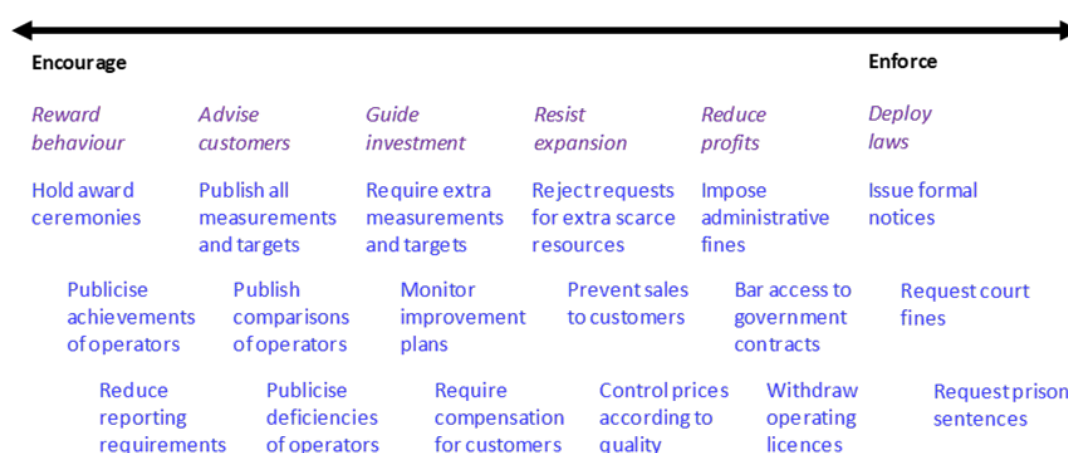 Encourage
Enforce
Reward
behaviour
Advise
customers
Guide
investment
Resist
expansion
Reduce
profits
Deploy
laws
Hold award
ceremonies
Publish all
measurements
and targets
Require extra
measurements
and targets
Reject requests
for extra scarce
resources
Impose
administrative
fines
Issue formal
notices
Publicise
achievements
of operators
Publish
comparisons
of operators
Monitor
improvement
plans
Prevent sales
to customers
Bar access to
government
contracts
Request court
fines
Reduce
reporting
requirements
Publicise
deficiencies
of operators
Require
compensation
for customers
Control prices
according to
quality
Withdraw
operating
licences
Request prison
sentences